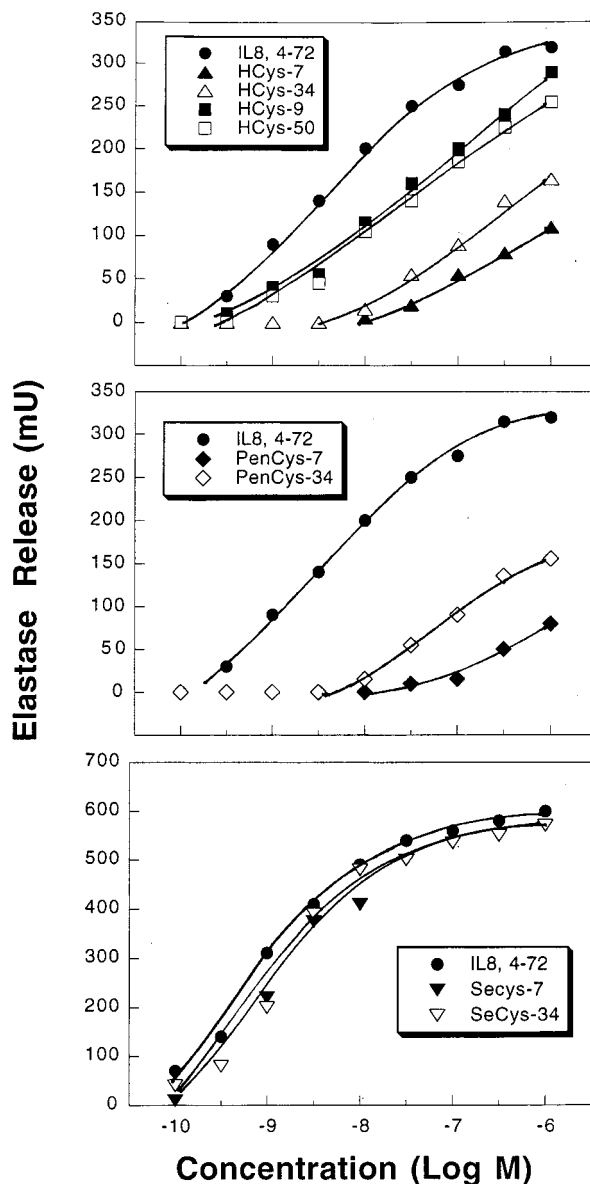 Elastase Release (mU)
350
300
250
200
150
100
50
0
IL8, 4-72
HCys-7
HCys-34
HCys-9
HCys-50
350
300
250
200
150
100
50
0
IL8, 4-72
PenCys-7
PenCys-34
700
600
500
400
300
200
100
0
IL8, 4-72
Secys-7
SeCys-34
-10
-9
-8
-7
-6
Concentration (Log M)